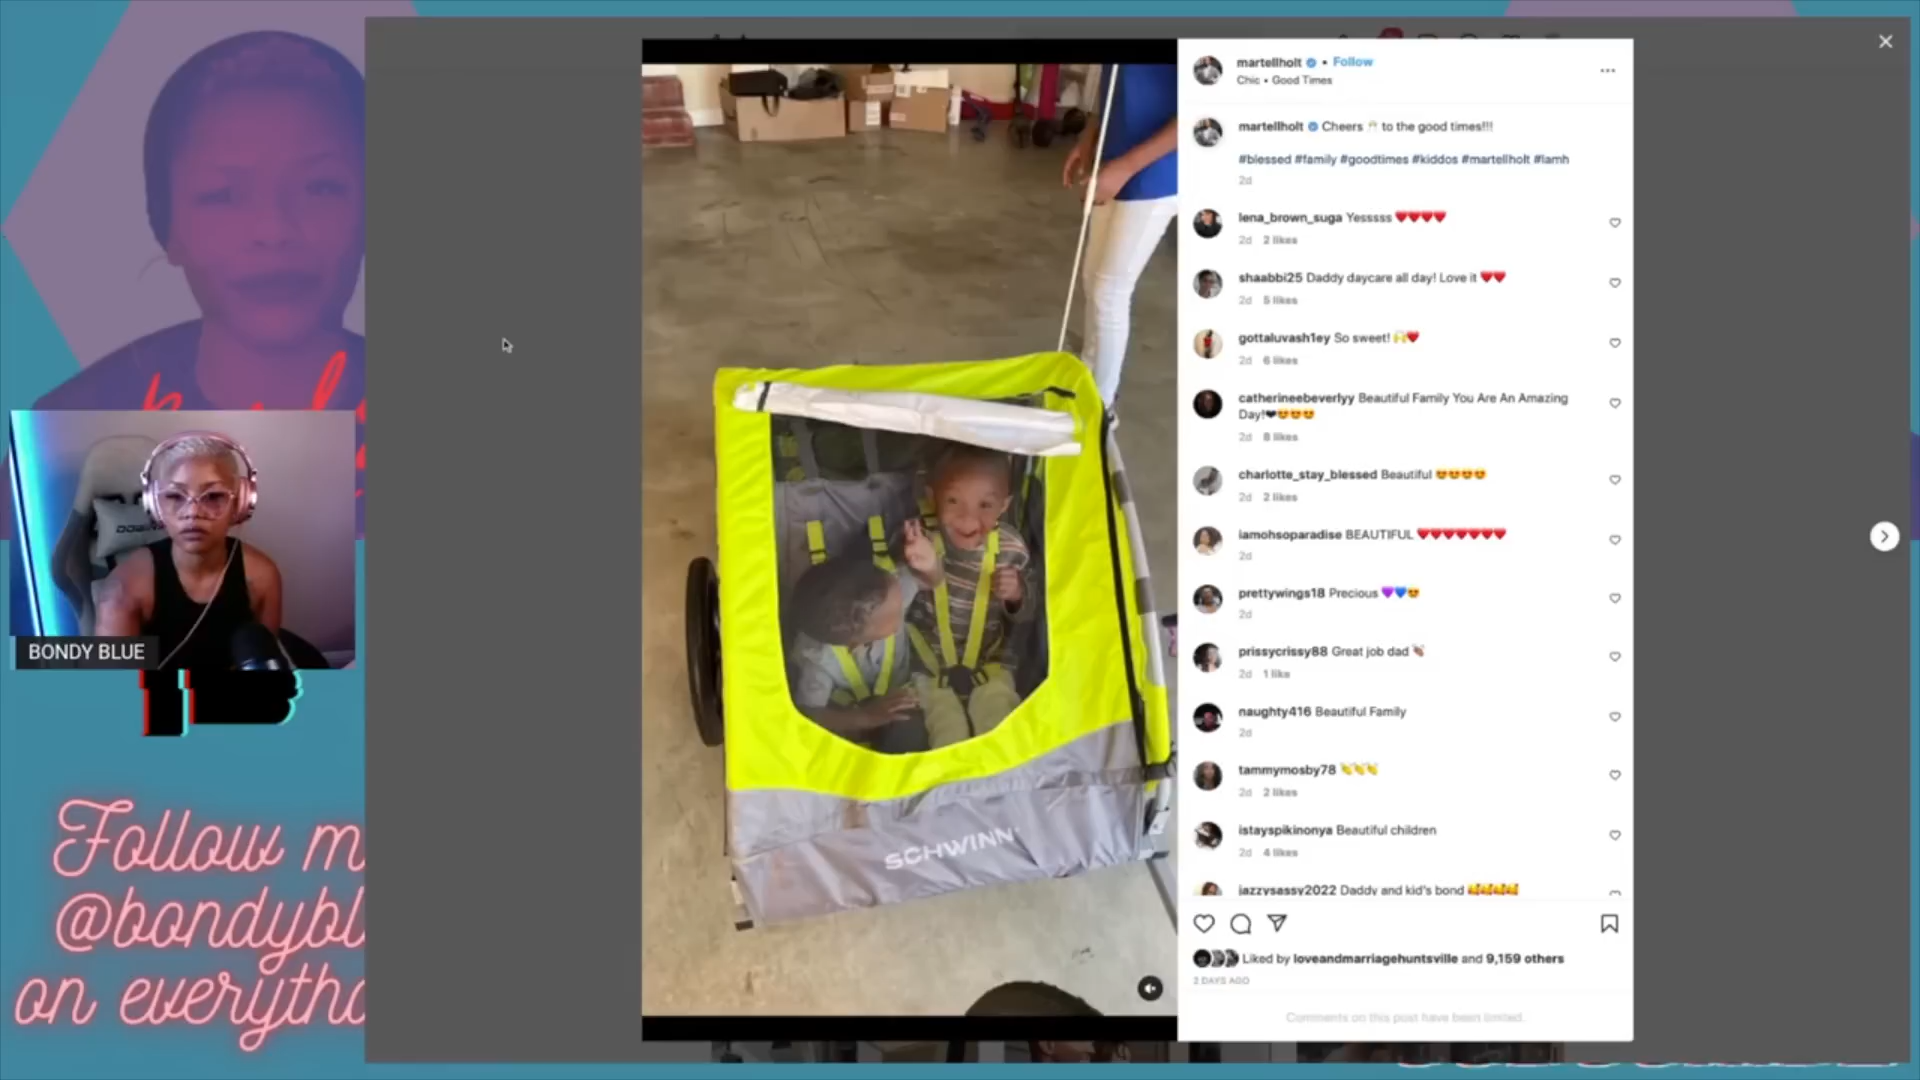 martellholt • Follow
Chic • Good Times
martellholt Cheers 🥂 to the good times!!!
#blessed #family #goodtimes #kiddos #martellholt #lamh
2d
lena_brown_suga Yesssss ❤️❤️❤️❤️
2d 2 likes
shaabbi25 Daddy daycare all day! Love it ❤️❤️
2d 5 likes
gottaluvash1ey So sweet! 🙌❤️
2d 6 likes
catherineebeverlyy Beautiful Family You Are An Amazing
Day!❤😍😍😍
2d 8 likes
charlotte_stay_blessed Beautiful 😍😍😍😍
2d 2 likes
iamohsoparadise BEAUTIFUL ❤️❤️❤️❤️❤️❤️❤️
2d
prettywings18 Precious 💜💙😍
2d
prissycrissy88 Great job dad 👏🏾
2d 1 like
naughty416 Beautiful Family
2d
tammymosby78 👏👏👏
2d 2 likes
istayspikinonya Beautiful children
2d 4 likes
jazzysassy2022 Daddy and kid's bond 🥰🥰🥰🥰
Liked by loveandmarriagehuntsville and 9,159 others
2 DAYS AGO
Comments on this post have been limited.
SCHWINN
BONDY BLUE
Follow m
@bondybl
on everytho